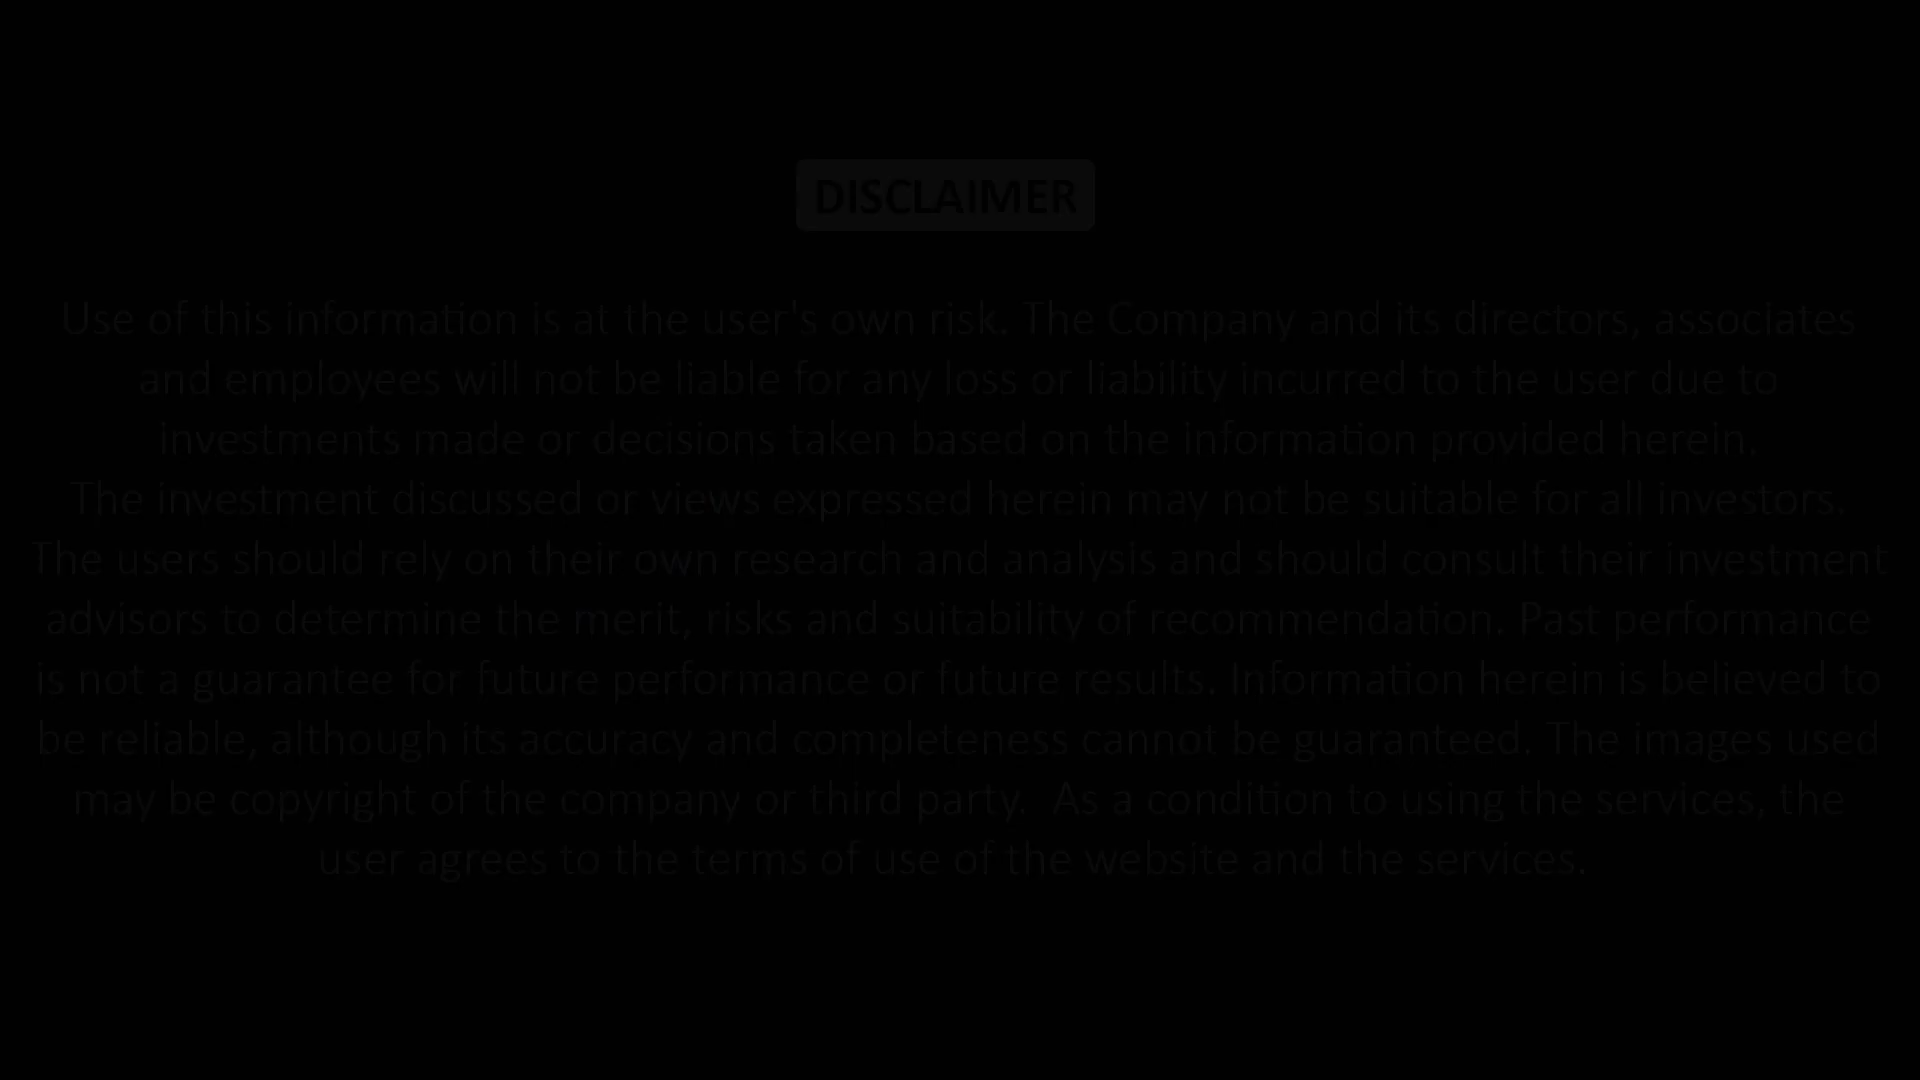 DISCLAIMER
Use of this information is at the user's own risk. The Company and its directors, associates
and employees will not be liable for any loss or liability incurred to the user due to
investments made or decisions taken based on the information provided herein.
The investment discussed or views expressed herein may not be suitable for all investors.
The users should rely on their own research and analysis and should consult their investment
advisors to determine the merit, risks and suitability of recommendation. Past performance
is not a guarantee for future performance or future results. Information herein is believed to
be reliable, although its accuracy and completeness cannot be guaranteed. The images used
may be copyright of the company or third party.  As a condition to using the services, the
user agrees to the terms of use of the website and the services.